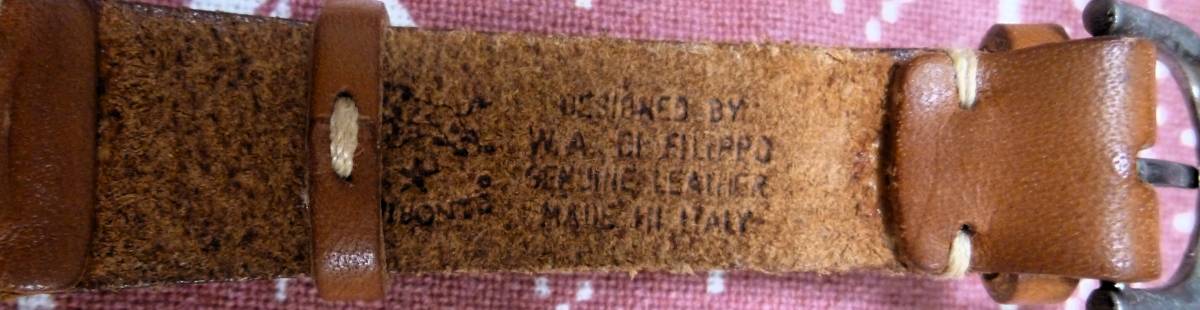 DESIGNED BY
W.A. DI FILIPPO
GENUINE LEATHER
MADE IN ITALY